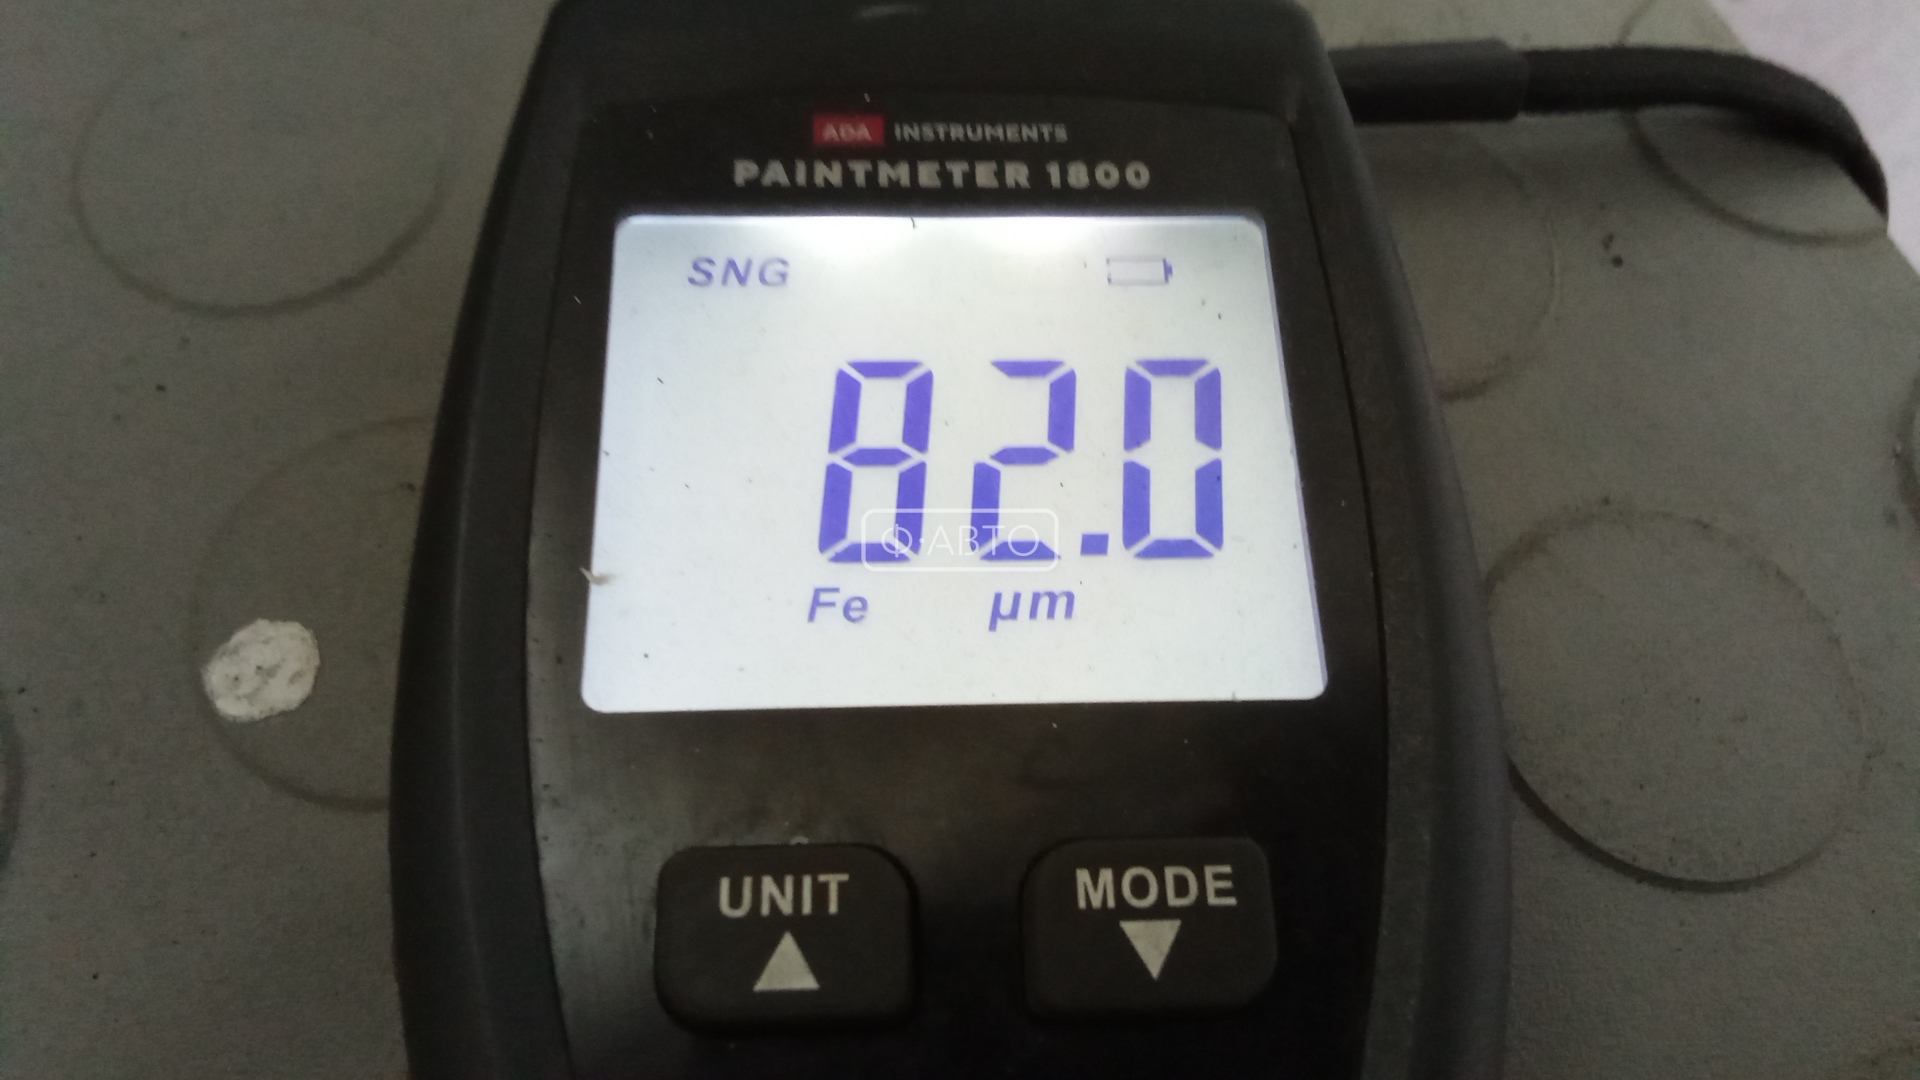 ADA INSTRUMENTS
PAINTMETER 1800
SNG
82.0
Ф·АВТО
Fe µm
UNIT MODE